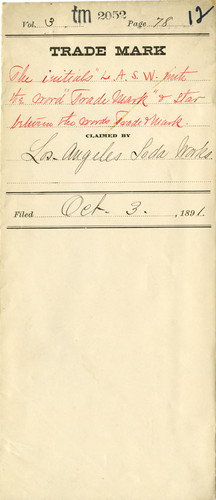 tm 2052
Vol. 3 Page 78 12
TRADE MARK
The initials "L. A. S. W. with
the word "Trade Mark" & star
between the words Trade & Mark.
CLAIMED BY
Los Angeles Soda Works.
Filed Oct. 3. , 1891.